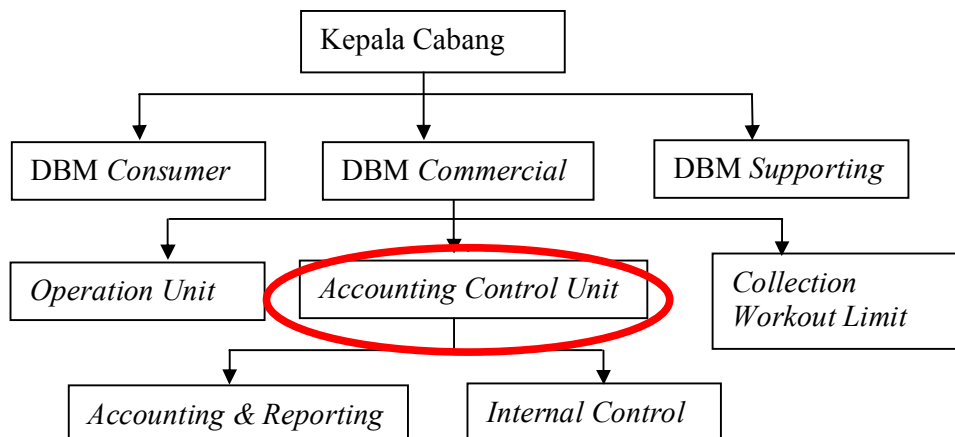 Kepala Cabang
DBM Consumer
DBM Commercial
DBM Supporting
Operation Unit
Accounting Control Unit
Collection
Workout Limit
Accounting & Reporting
Internal Control